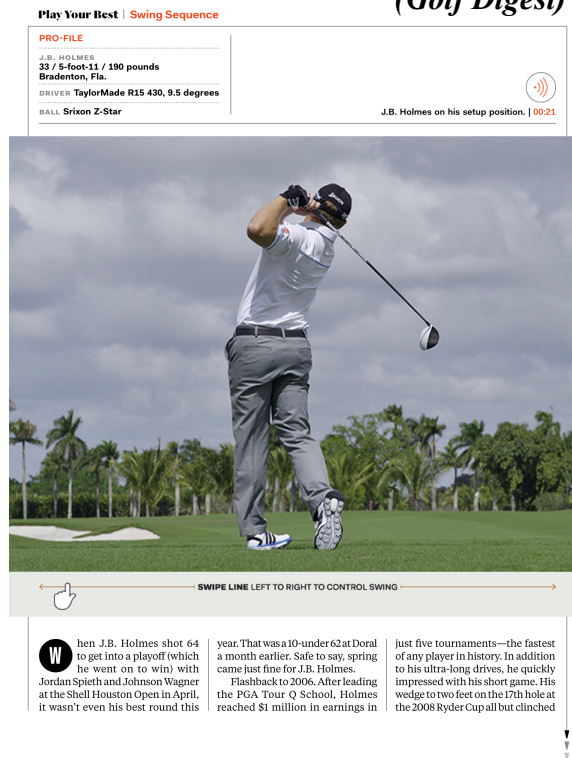 (Golf Digest)
Play Your Best | Swing Sequence
PRO-FILE
J.B. HOLMES
33 / 5-foot-11 / 190 pounds
Bradenton, Fla.
DRIVER TaylorMade R15 430, 9.5 degrees
BALL Srixon Z-Star
J.B. Holmes on his setup position. | 00:21
SRIXON
SWIPE LINE LEFT TO RIGHT TO CONTROL SWING
When J.B. Holmes shot 64
to get into a playoff (which
he went on to win) with
Jordan Spieth and Johnson Wagner
at the Shell Houston Open in April,
it wasn't even his best round this
year. That was a 10-under 62 at Doral
a month earlier. Safe to say, spring
came just fine for J.B. Holmes.
Flashback to 2006. After leading
the PGA Tour Q School, Holmes
reached $1 million in earnings in
just five tournaments—the fastest
of any player in history. In addition
to his ultra-long drives, he quickly
impressed with his short game. His
wedge to two feet on the 17th hole at
the 2008 Ryder Cup all but clinched